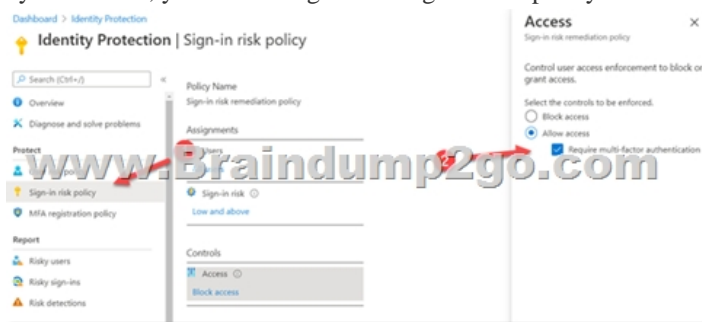 Dashboard > Identity Protection
Identity Protection | Sign-in risk policy
Search (Ctrl+/)
«
Overview
Diagnose and solve problems
Protect
Sign-in risk policy
MFA registration policy
Report
Risky users
Risky sign-ins
Risk detections
Policy Name
Sign-in risk remediation policy
Assignments
Users
Sign-in risk
Low and above
Controls
Access
Block access
Access
Sign-in risk remediation policy
Control user access enforcement to block or
grant access.
Select the controls to be enforced.
Block access
Allow access
Require multi-factor authentication
www.Braindump2go.com
2